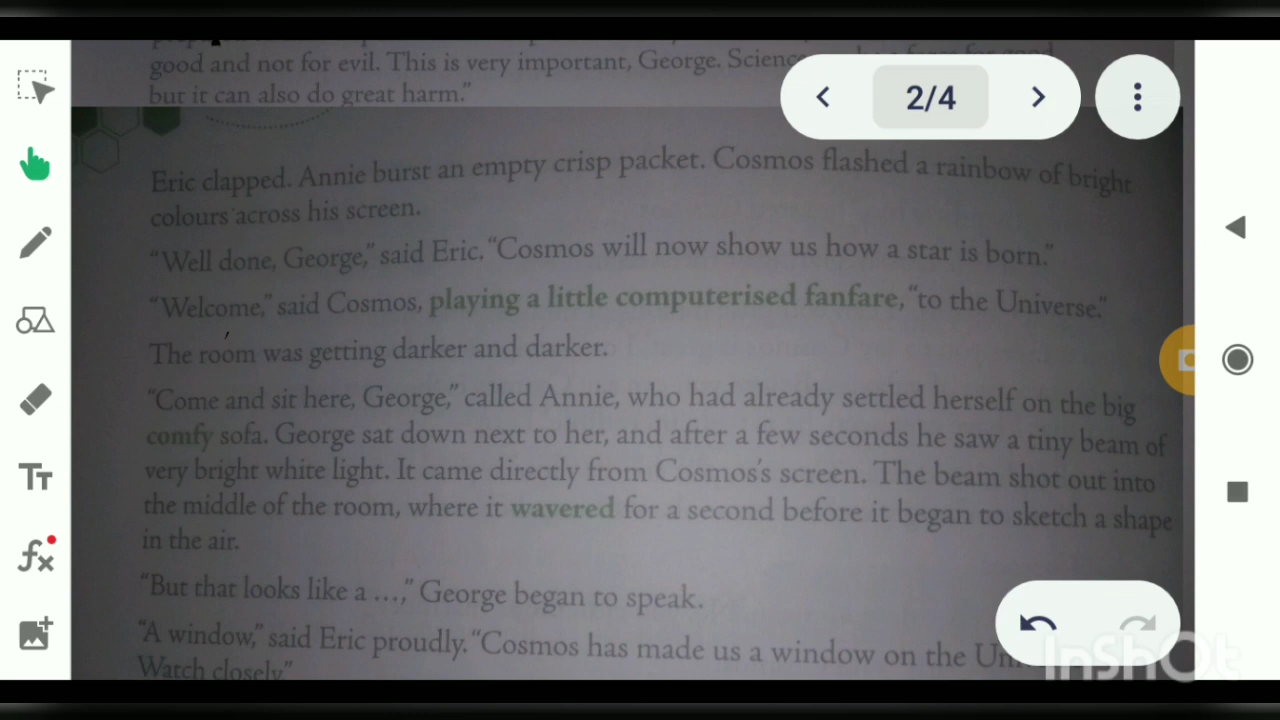 good and not for evil. This is very important, George. Science
but it can also do great harm."
2/4
Eric clapped. Annie burst an empty crisp packet. Cosmos flashed a rainbow of bright
colours across his screen.
"Well done, George," said Eric. "Cosmos will now show us how a star is born."
"Welcome," said Cosmos, playing a little computerised fanfare, "to the Universe."
The room was getting darker and darker.
"Come and sit here, George," called Annie, who had already settled herself on the big
comfy sofa. George sat down next to her, and after a few seconds he saw a tiny beam of
very bright white light. It came directly from Cosmos's screen. The beam shot out into
the middle of the room, where it wavered for a second before it began to sketch a shape
in the air.
"But that looks like a ...," George began to speak.
"A window," said Eric proudly. "Cosmos has made us a window on the Un
Watch closely."
Tт
fx
InShOt